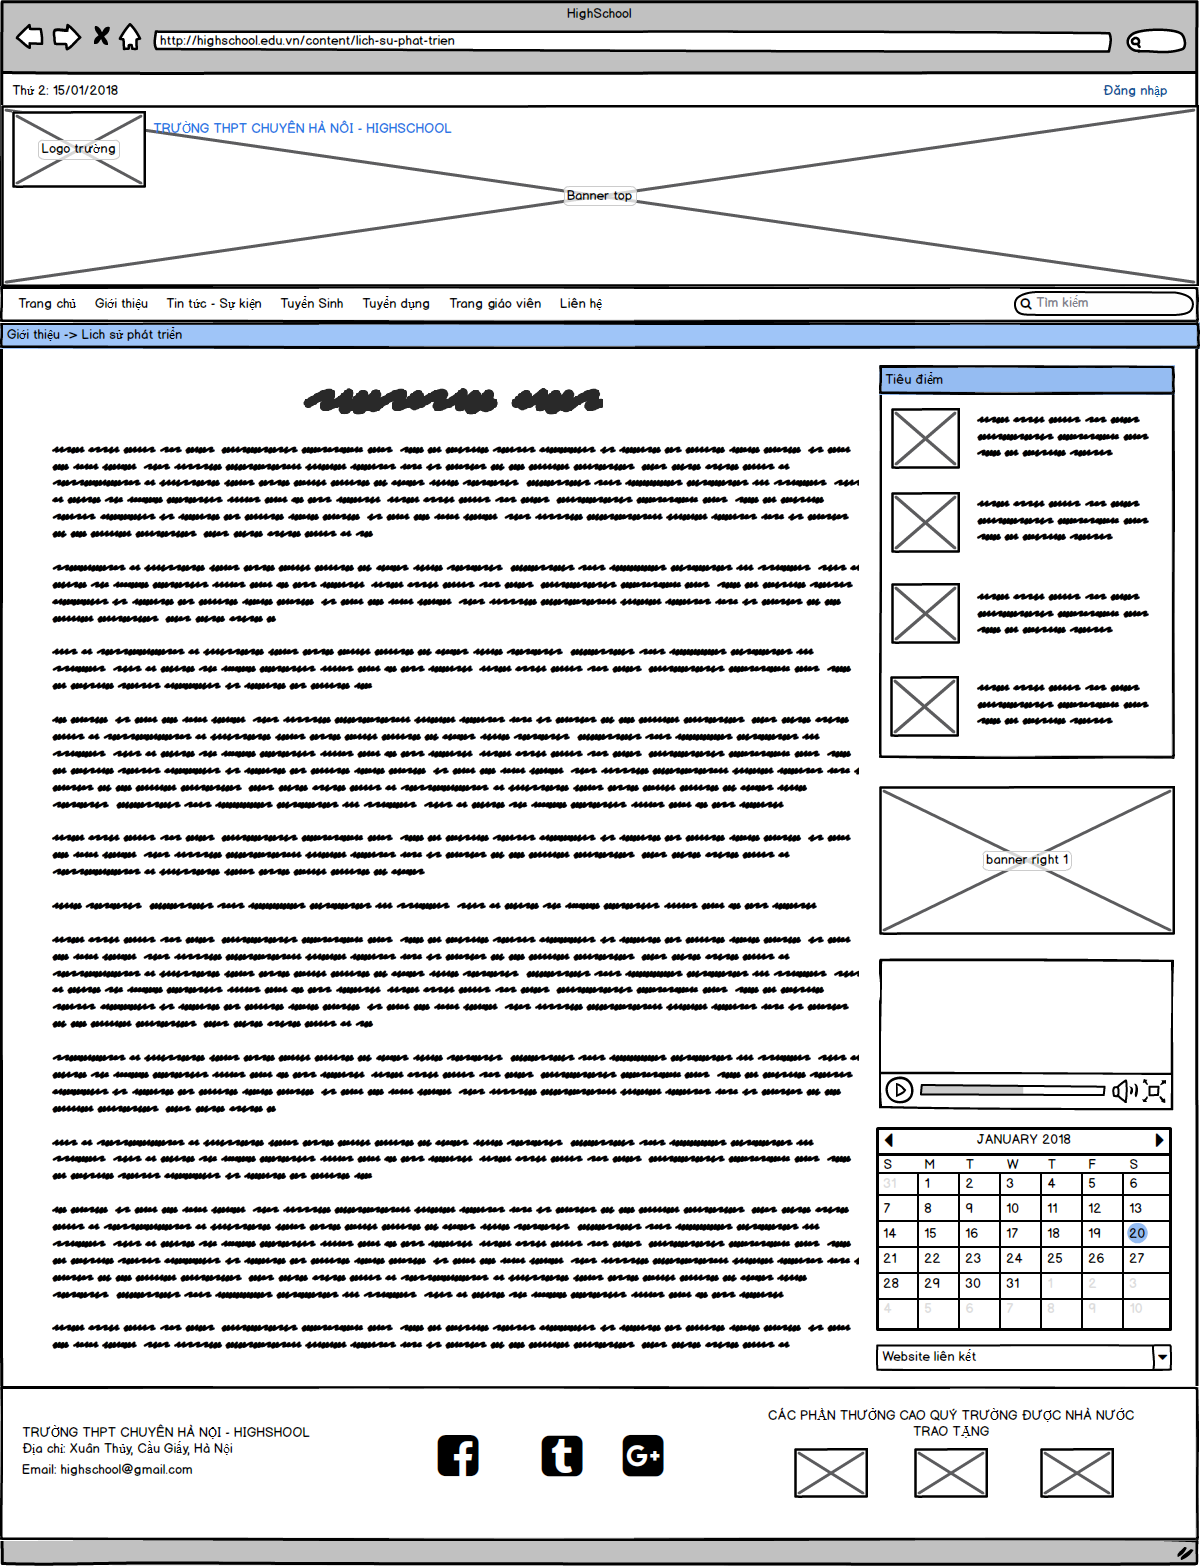 HighSchool
http://highschool.edu.vn/content/lich-su-phat-trien
Thứ 2: 15/01/2018
Đăng nhập
Logo trường
TRƯỜNG THPT CHUYÊN HÀ NÔI - HIGHSCHOOL
Banner top
Trang chủ Giới thiệu Tin tức - Sự kiện Tuyển Sinh Tuyển dụng Trang giáo viên Liên hệ
Tìm kiếm
Giới thiệu -> Lich sử phát triển
Tiêu điểm
banner right 1
JANUARY 2018
S M T W T F S
31 1 2 3 4 5 6
7 8 9 10 11 12 13
14 15 16 17 18 19 20
21 22 23 24 25 26 27
28 29 30 31 1 2 3
4 5 6 7 8 9 10
Website liên kết
TRƯỜNG THPT CHUYÊN HÀ NỘI - HIGHSHOOL
Địa chỉ: Xuân Thủy, Cầu Giấy, Hà Nội
Email: highschool@gmail.com
f t G+
CÁC PHẦN THƯỞNG CAO QUÝ TRƯỜNG ĐƯỢC NHÀ NƯỚC
TRAO TẶNG